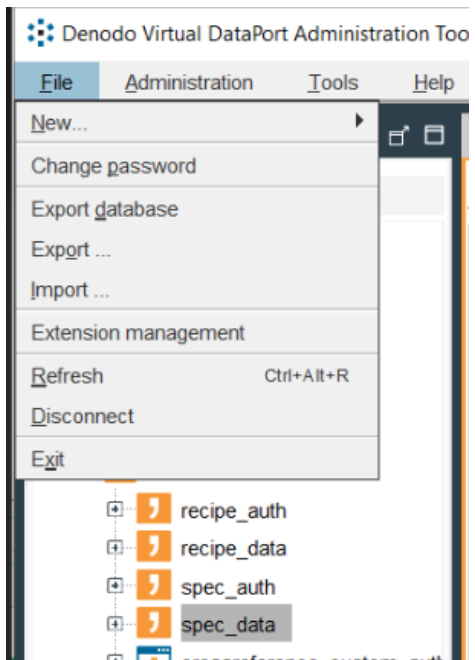 Denodo Virtual DataPort Administration Too
File Administration Tools Help
New...
Change password
Export database
Export ...
Import ...
Extension management
Refresh Ctrl+Alt+R
Disconnect
Exit
recipe_auth
recipe_data
spec_auth
spec_data